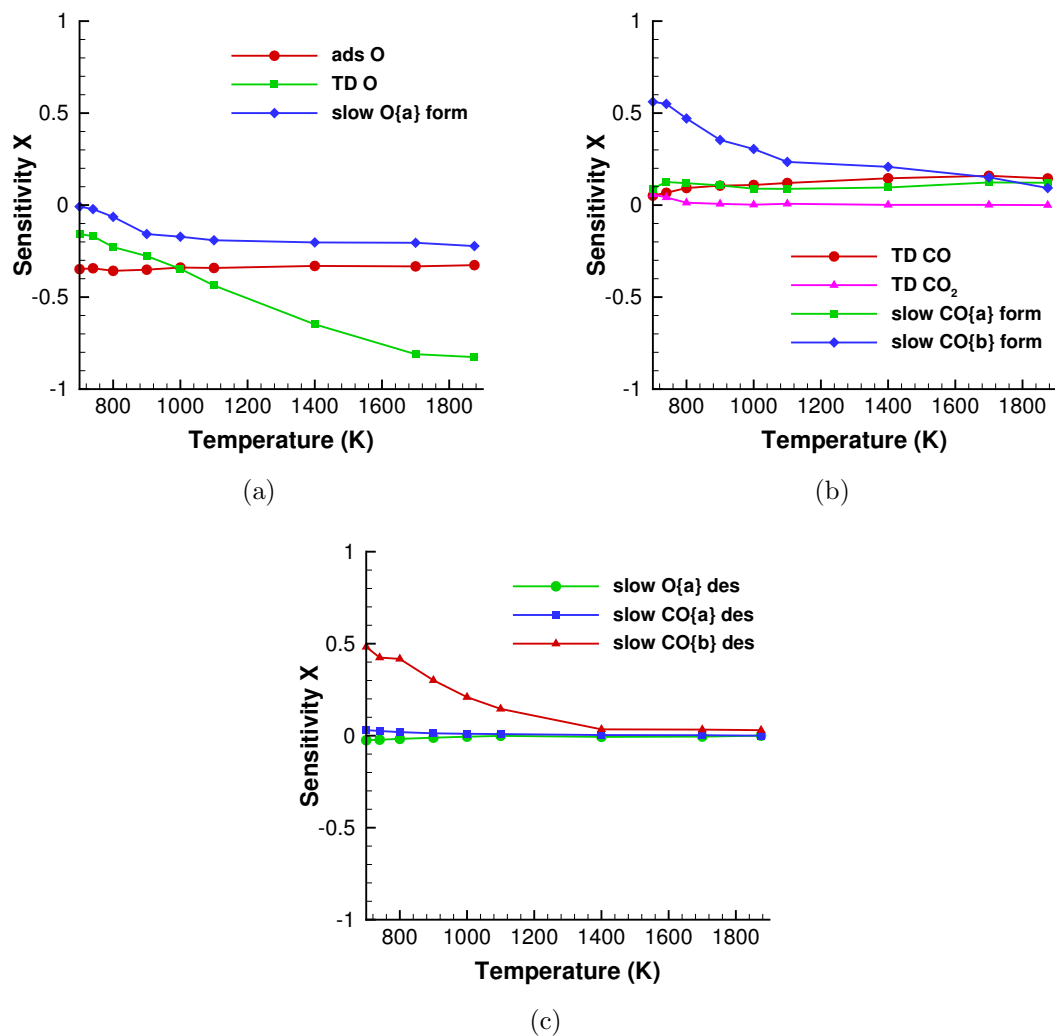 1
0.5
0
-0.5
-1
Sensitivity X
ads O
TD O
slow O{a} form
800 1000 1200 1400 1600 1800
Temperature (K)
(a)
1
0.5
0
-0.5
-1
Sensitivity X
TD CO
TD CO₂
slow CO{a} form
slow CO{b} form
800 1000 1200 1400 1600 1800
Temperature (K)
(b)
1
0.5
0
-0.5
-1
Sensitivity X
slow O{a} des
slow CO{a} des
slow CO{b} des
800 1000 1200 1400 1600 1800
Temperature (K)
(c)